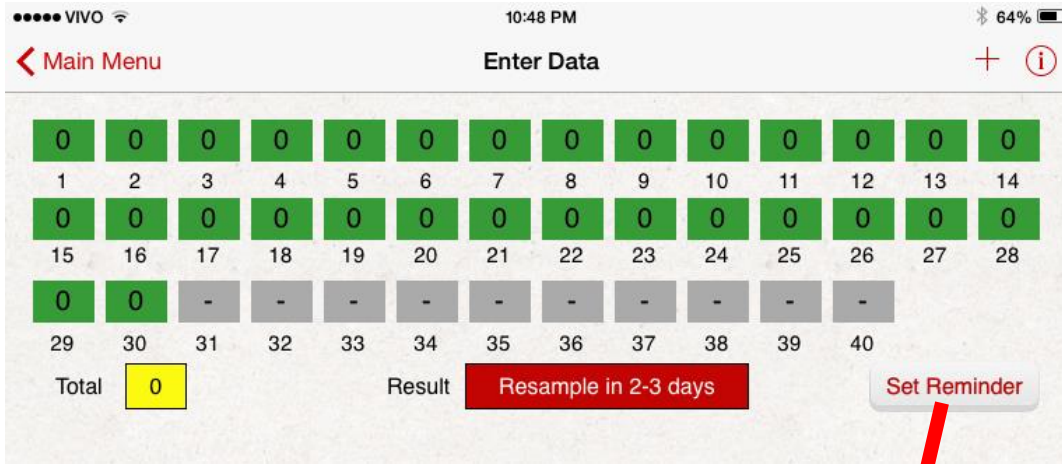 VIVO 10:48 PM 64%
Main Menu Enter Data + i
0 0 0 0 0 0 0 0 0 0 0 0 0 0
1 2 3 4 5 6 7 8 9 10 11 12 13 14
0 0 0 0 0 0 0 0 0 0 0 0 0 0
15 16 17 18 19 20 21 22 23 24 25 26 27 28
0 0 - - - - - - - - - -
29 30 31 32 33 34 35 36 37 38 39 40
Total 0 Result Resample in 2-3 days Set Reminder